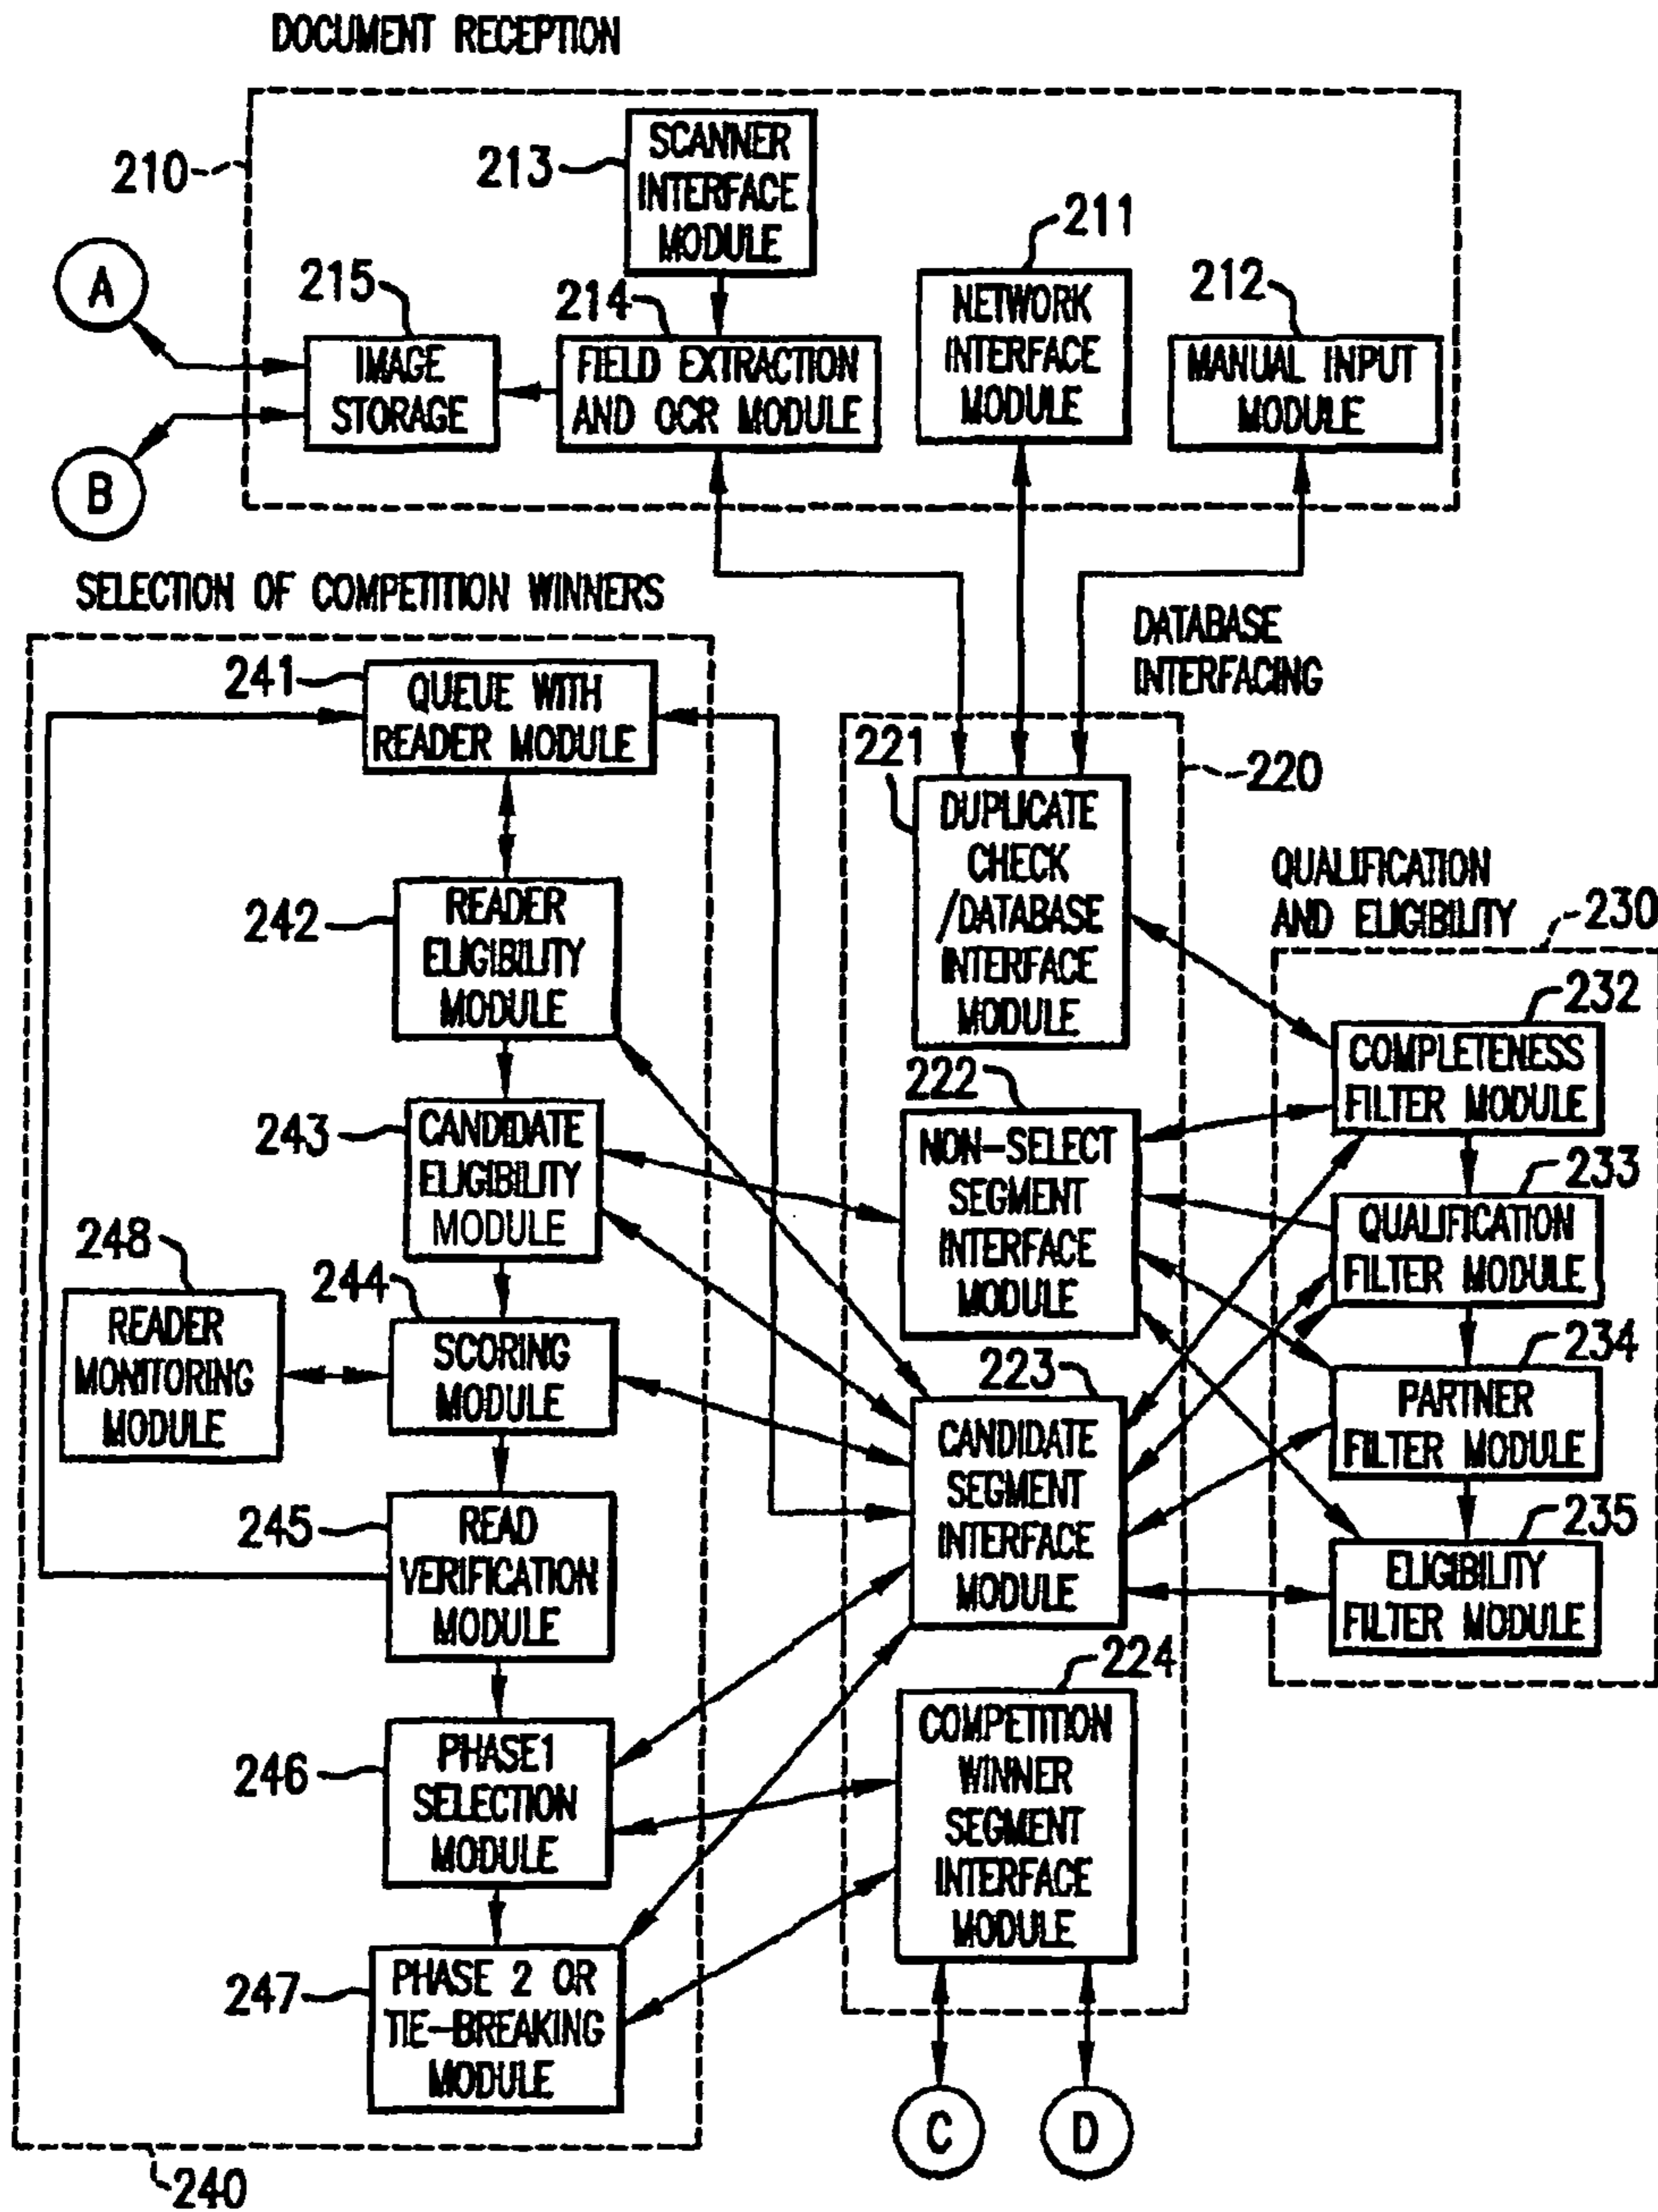 DOCUMENT RECEPTION
210
213
SCANNER
INTERFACE
MODULE
211
NETWORK
INTERFACE
MODULE
212
MANUAL INPUT
MODULE
A
B
215
IMAGE
STORAGE
214
FIELD EXTRACTION
AND OCR MODULE
SELECTION OF COMPETITION WINNERS
241
QUEUE WITH
READER MODULE
242
READER
ELIGIBILITY
MODULE
243
CANDIDATE
ELIGIBILITY
MODULE
248
READER
MONITORING
MODULE
244
SCORING
MODULE
245
READ
VERIFICATION
MODULE
246
PHASE1
SELECTION
MODULE
247
PHASE 2 OR
TIE-BREAKING
MODULE
240
DATABASE
INTERFACING
220
221
DUPLICATE
CHECK
/DATABASE
INTERFACE
MODULE
222
NON-SELECT
SEGMENT
INTERFACE
MODULE
223
CANDIDATE
SEGMENT
INTERFACE
MODULE
224
COMPETITION
WINNER
SEGMENT
INTERFACE
MODULE
C
D
QUALIFICATION
AND ELIGIBILITY
230
232
COMPLETENESS
FILTER MODULE
233
QUALIFICATION
FILTER MODULE
234
PARTNER
FILTER MODULE
235
ELIGIBILITY
FILTER MODULE